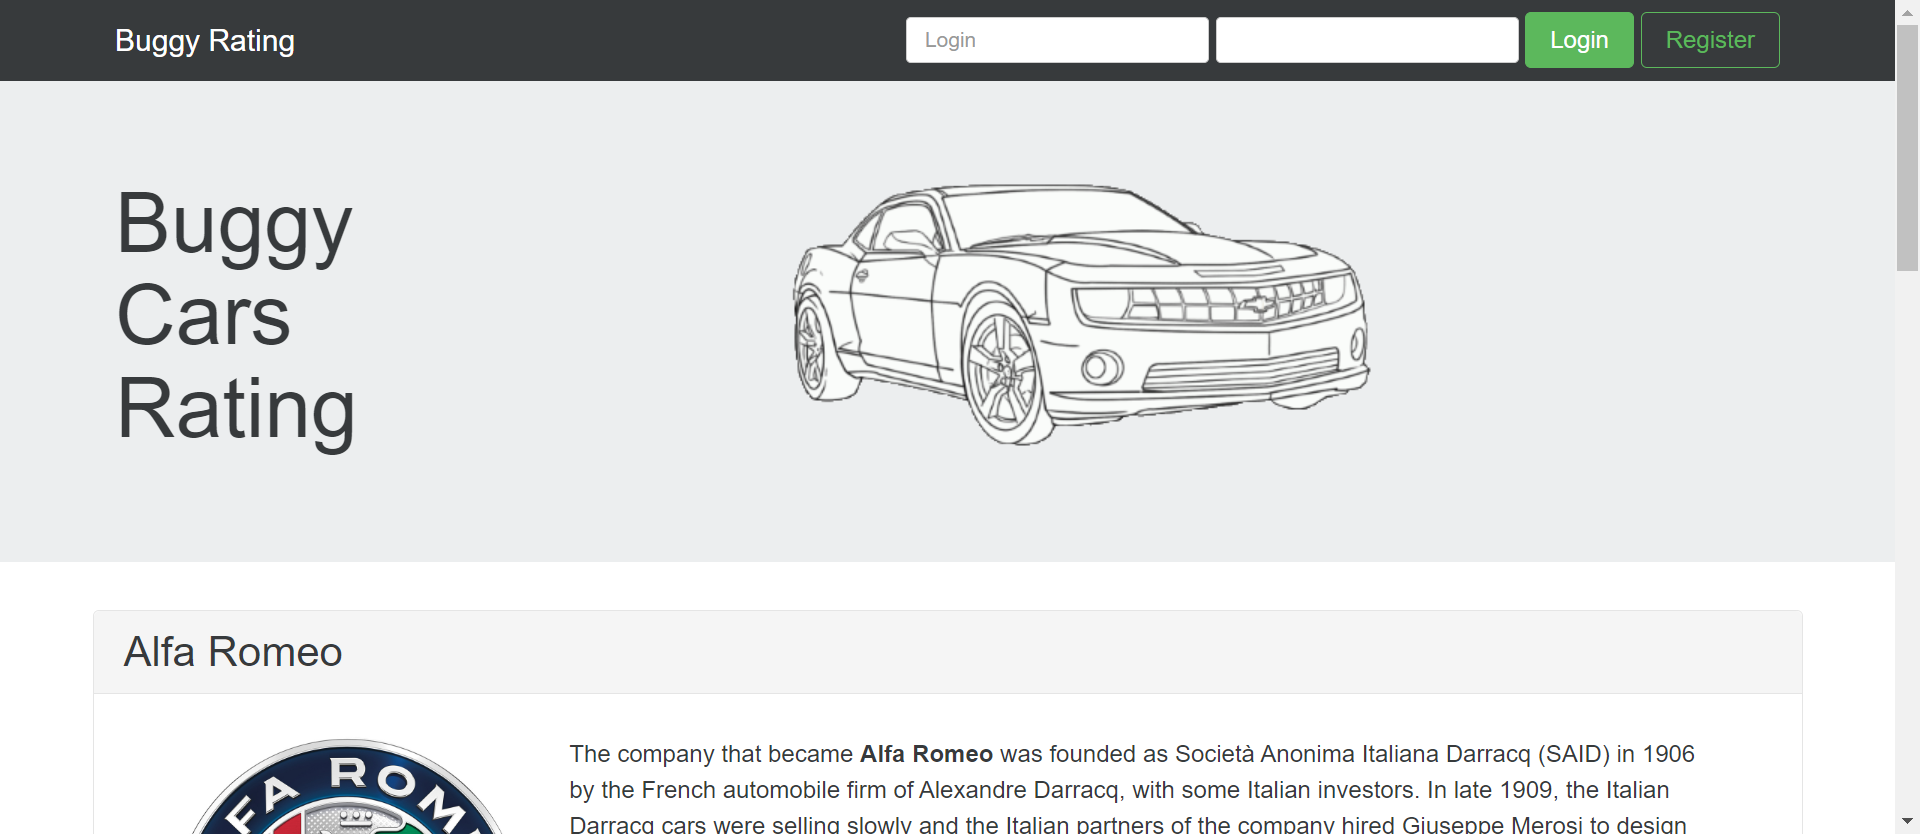 Buggy Rating
Login
Login
Register
Buggy
Cars
Rating
Alfa Romeo
ALFA ROM
The company that became Alfa Romeo was founded as Società Anonima Italiana Darracq (SAID) in 1906
by the French automobile firm of Alexandre Darracq, with some Italian investors. In late 1909, the Italian
Darracq cars were selling slowly and the Italian partners of the company hired Giuseppe Merosi to design